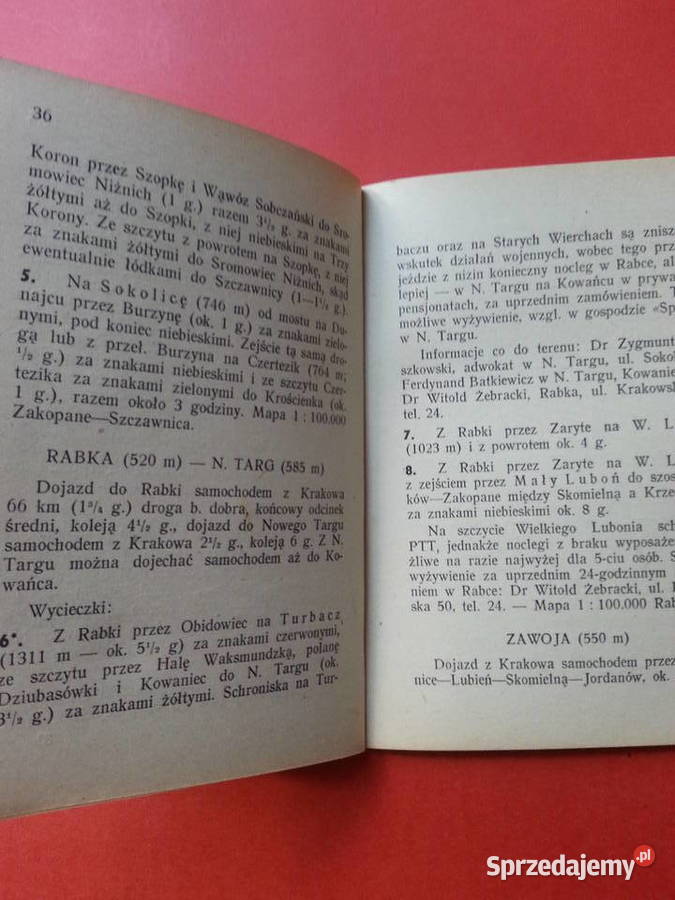 36
Koron przez Szopkę i Wąwóz Sobczański do Sro-
mowiec Niżnich (1 g.) razem 3½ g. za znakami
żółtymi aż do Szopki, z niej niebieskimi na Trzy
Korony. Ze szczytu z powrotem na Szopkę, z niej
za znakami żółtymi do Sromowiec Niżnich, skąd
ewentualnie łódkami do Szczawnicy (1—1½ g.)
5. Na Sokolicę (746 m) od mostu na Du-
najcu przez Burzynę (ok. 1 g.) za znakami zielo-
nymi, pod koniec niebieskimi. Zejście tą samą dro-
gą lub z przeł. Burzyna na Czertezik (764 m;
½ g.) za znakami niebieskimi i ze szczytu Czer-
tezika za znakami zielonymi do Krościenka (ok.
1 g.), razem około 3 godziny. Mapa 1 : 100.000
Zakopane—Szczawnica.
RABKA (520 m) — N. TARG (585 m)
Dojazd do Rabki samochodem z Krakowa
66 km (1¾ g.) droga b. dobra, końcowy odcinek
średni, koleją 4½ g., dojazd do Nowego Targu
samochodem z Krakowa 2½ g., koleją 6 g. Z N.
Targu można dojechać samochodem aż do Ko-
wańca.
Wycieczki:
6*. Z Rabki przez Obidowiec na Turbacz
(1311 m — ok. 5½ g) za znakami czerwonymi,
ze szczytu przez Halę Waksmundzką, polanę
Dziubasówki i Kowaniec do N. Targu (ok.
3½ g.) za znakami żółtymi. Schroniska na Tur-
baczu oraz na Starych Wierchach są znisz
wskutek działań wojennych, wobec tego prz
jeździe z nizin konieczny nocleg w Rabce, al
lepiej — w N. Targu na Kowańcu w prywa
pensjonatach, za uprzednim zamówieniem. T
możliwe wyżywienie, wzgl. w gospodzie «Sp
w N. Targu.
Informacje co do terenu: Dr Zygmunt
szkowski, adwokat w N. Targu, ul. Sokol
Ferdynand Batkiewicz w N. Targu, Kowanie
Dr Witold Żebracki, Rabka, ul. Krakowsk
tel. 24.
7. Z Rabki przez Zaryte na W. L
(1023 m) i z powrotem ok. 4 g.
8. Z Rabki przez Zaryte na W. L
z zejściem przez Mały Luboń do szos
ków—Zakopane między Skomielną a Krze
za znakami niebieskimi ok. 8 g.
Na szczycie Wielkiego Lubonia sch
PTT, jednakże noclegi z braku wyposaże
żliwe na razie najwyżej dla 5-ciu osób. S
wyżywienie za uprzednim 24-godzinnym
niem w Rabce: Dr Witold Żebracki, ul. R
ska 50, tel. 24. — Mapa 1 : 100.000 Rab
ZAWOJA (550 m)
Dojazd z Krakowa samochodem przez
nice—Lubień—Skomielną—Jordanów, ok.
Sprzedajemy.pl